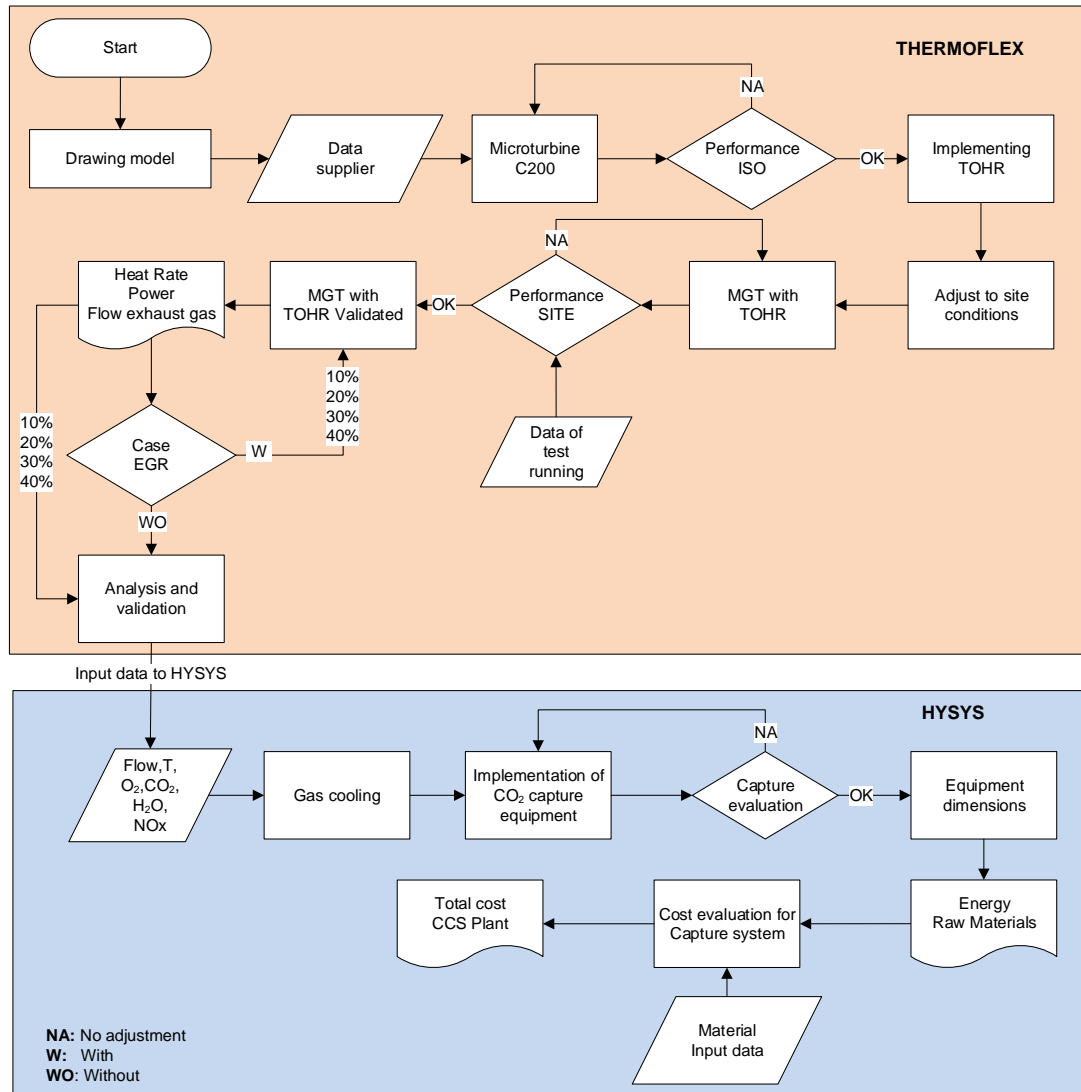 Start
THERMOFLEX
NA
Drawing model
Data
supplier
Microturbine
C200
Performance
ISO
OK
Implementing
TOHR
NA
Heat Rate
Power
Flow exhaust gas
MGT with
TOHR Validated
OK
Performance
SITE
MGT with
TOHR
Adjust to site
conditions
10%
20%
30%
40%
10%
20%
30%
40%
Case
EGR
W
Data of
test
running
WO
Analysis and
validation
Input data to HYSYS
HYSYS
NA
Flow,T,
O₂,CO₂,
H₂O,
NOx
Gas cooling
Implementation of
CO₂ capture
equipment
Capture
evaluation
OK
Equipment
dimensions
Total cost
CCS Plant
Cost evaluation for
Capture system
Energy
Raw Materials
Material
Input data
NA: No adjustment
W: With
WO: Without